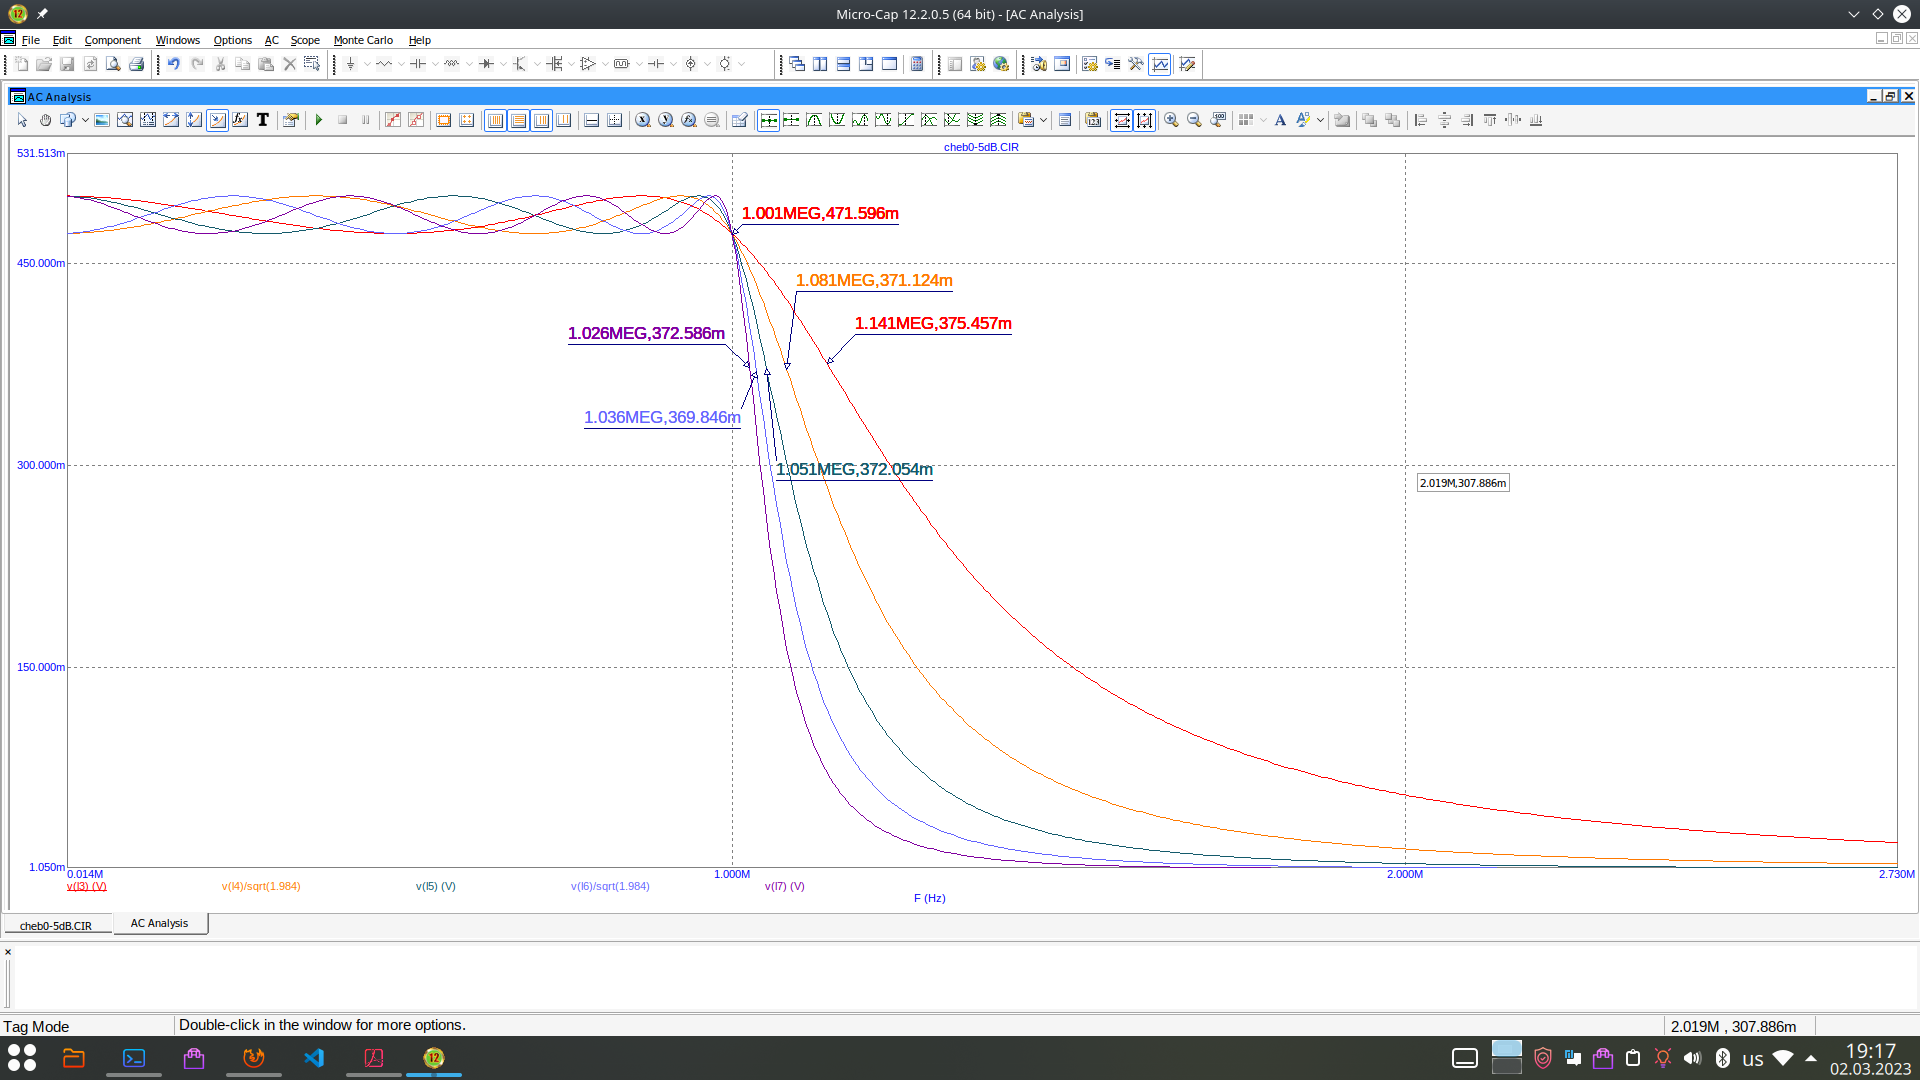 Micro-Cap 12.2.0.5 (64 bit) - [AC Analysis]
File Edit Component Windows Options AC Scope Monte Carlo Help
AC Analysis
cheb0-5dB.CIR
531.513m
1.001MEG,471.596m
450.000m
1.081MEG,371.124m
1.141MEG,375.457m
1.026MEG,372.586m
1.036MEG,369.846m
300.000m
1.051MEG,372.054m
2.019M,307.886m
150.000m
1.050m
0.014M 1.000M 2.000M 2.730M
v(l3) (V) v(l4)/sqrt(1.984) v(l5) (V) v(l6)/sqrt(1.984) v(l7) (V)
F (Hz)
cheb0-5dB.CIR AC Analysis
Tag Mode Double-click in the window for more options. 2.019M , 307.886m
12 us 19:17
02.03.2023